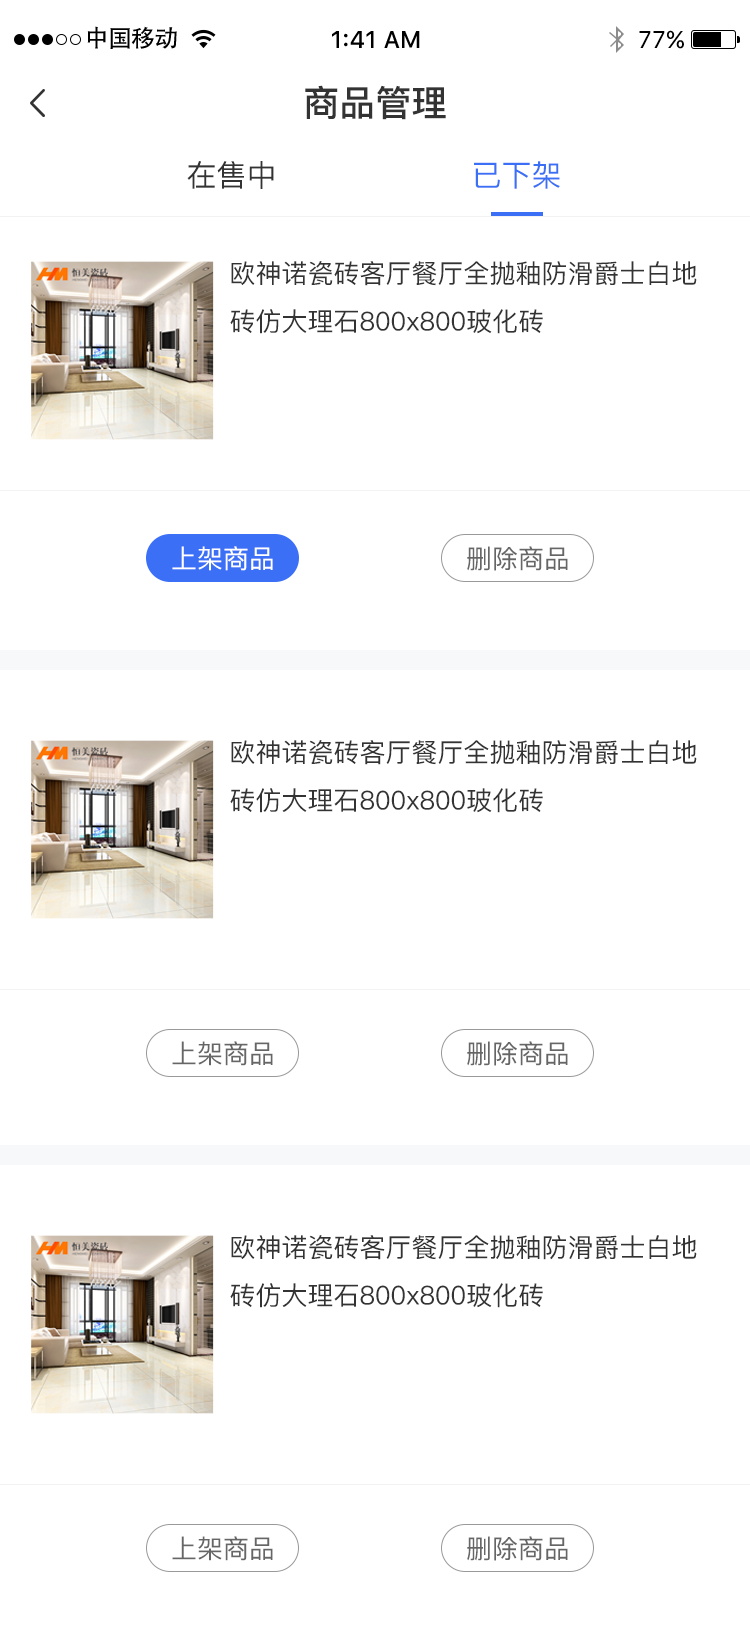 中国移动 1:41 AM 77%
商品管理
在售中 已下架
恒美瓷砖
欧神诺瓷砖客厅餐厅全抛釉防滑爵士白地
砖仿大理石800x800玻化砖
上架商品 删除商品
恒美瓷砖
欧神诺瓷砖客厅餐厅全抛釉防滑爵士白地
砖仿大理石800x800玻化砖
上架商品 删除商品
恒美瓷砖
欧神诺瓷砖客厅餐厅全抛釉防滑爵士白地
砖仿大理石800x800玻化砖
上架商品 删除商品